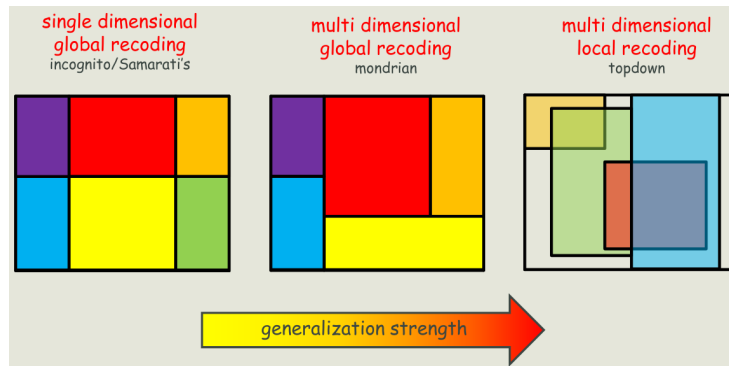 single dimensional
global recoding
incognito/Samarati's
multi dimensional
global recoding
mondrian
multi dimensional
local recoding
topdown
generalization strength